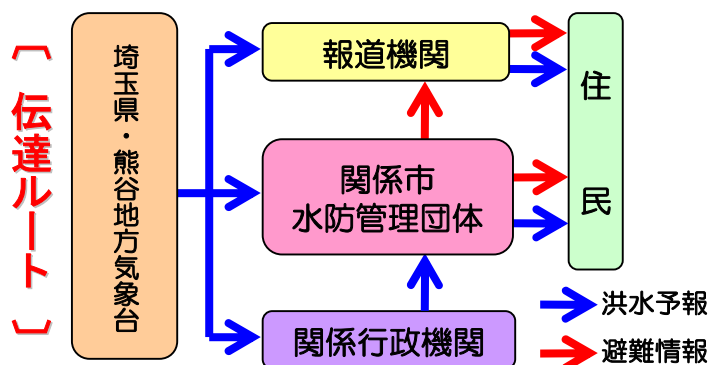 〔 伝達ルート 〕
埼玉県・熊谷地方気象台
報道機関
関係市
水防管理団体
関係行政機関
住民
洪水予報
避難情報